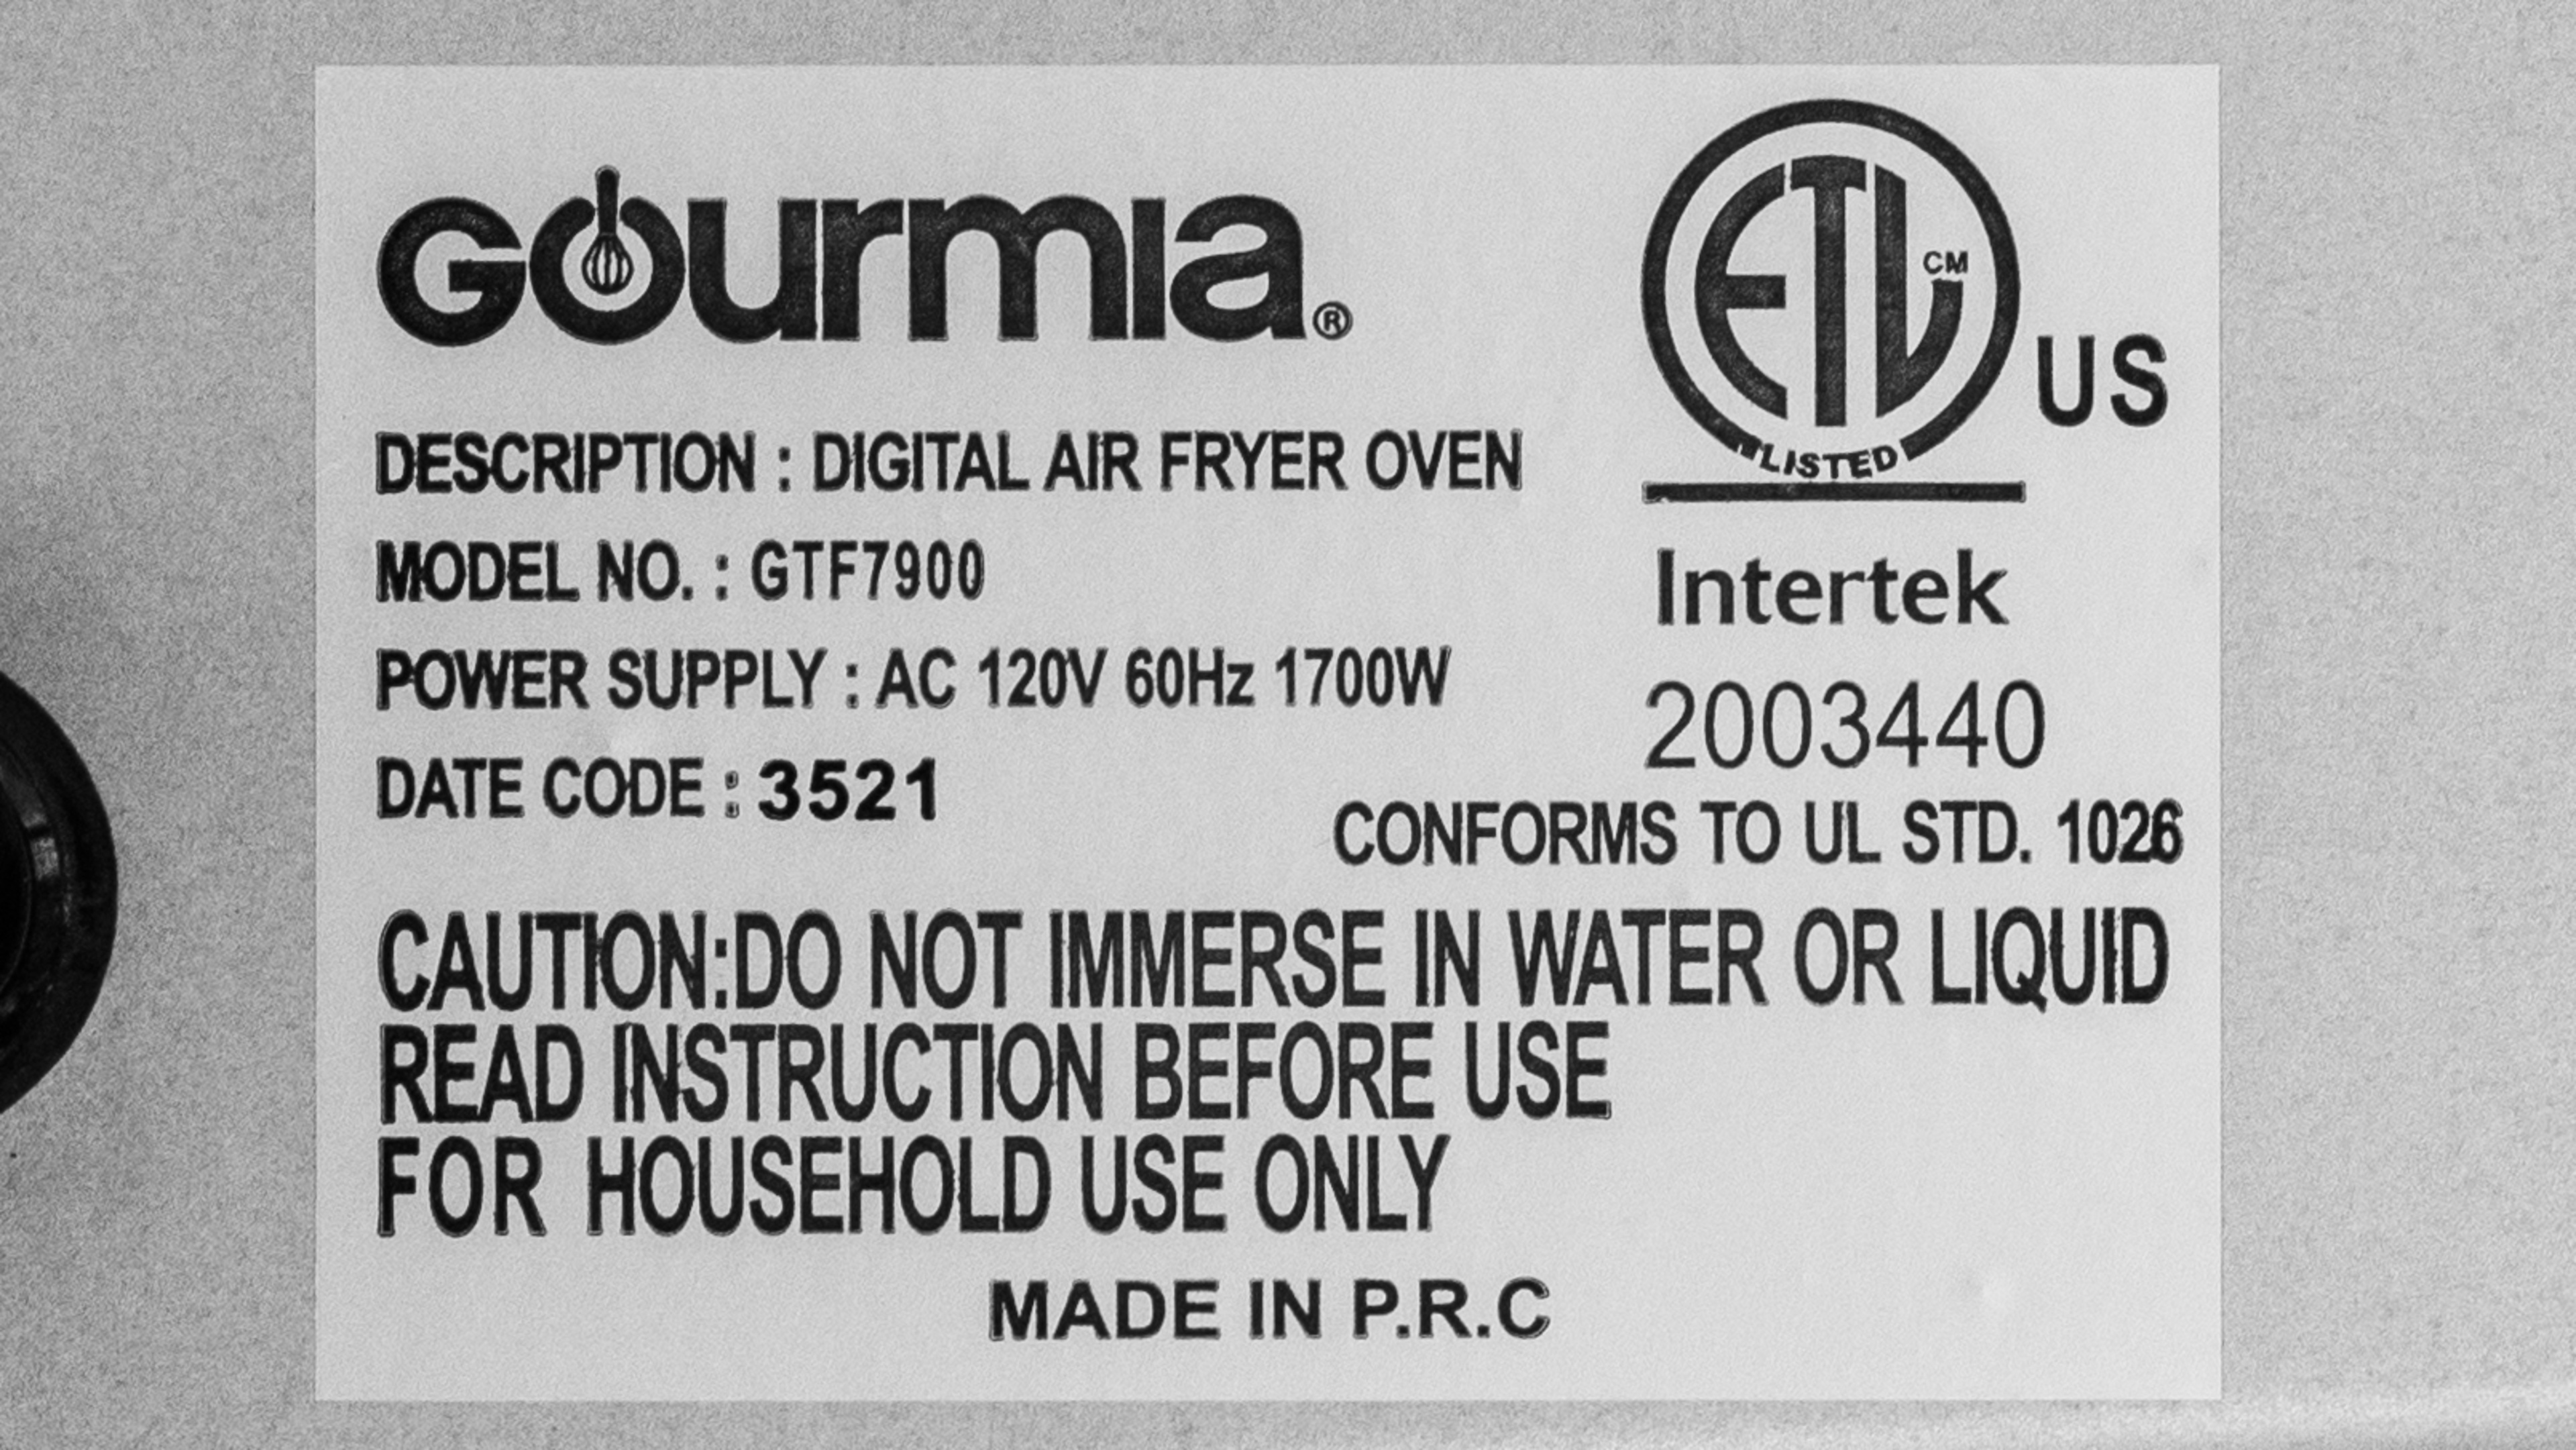 Gourmia®
DESCRIPTION : DIGITAL AIR FRYER OVEN
MODEL NO. : GTF7900
POWER SUPPLY : AC 120V 60Hz 1700W
DATE CODE : 3521
ETL CM
LISTED
US
Intertek
2003440
CONFORMS TO UL STD. 1026
CAUTION:DO NOT IMMERSE IN WATER OR LIQUID
READ INSTRUCTION BEFORE USE
FOR HOUSEHOLD USE ONLY
MADE IN P.R.C